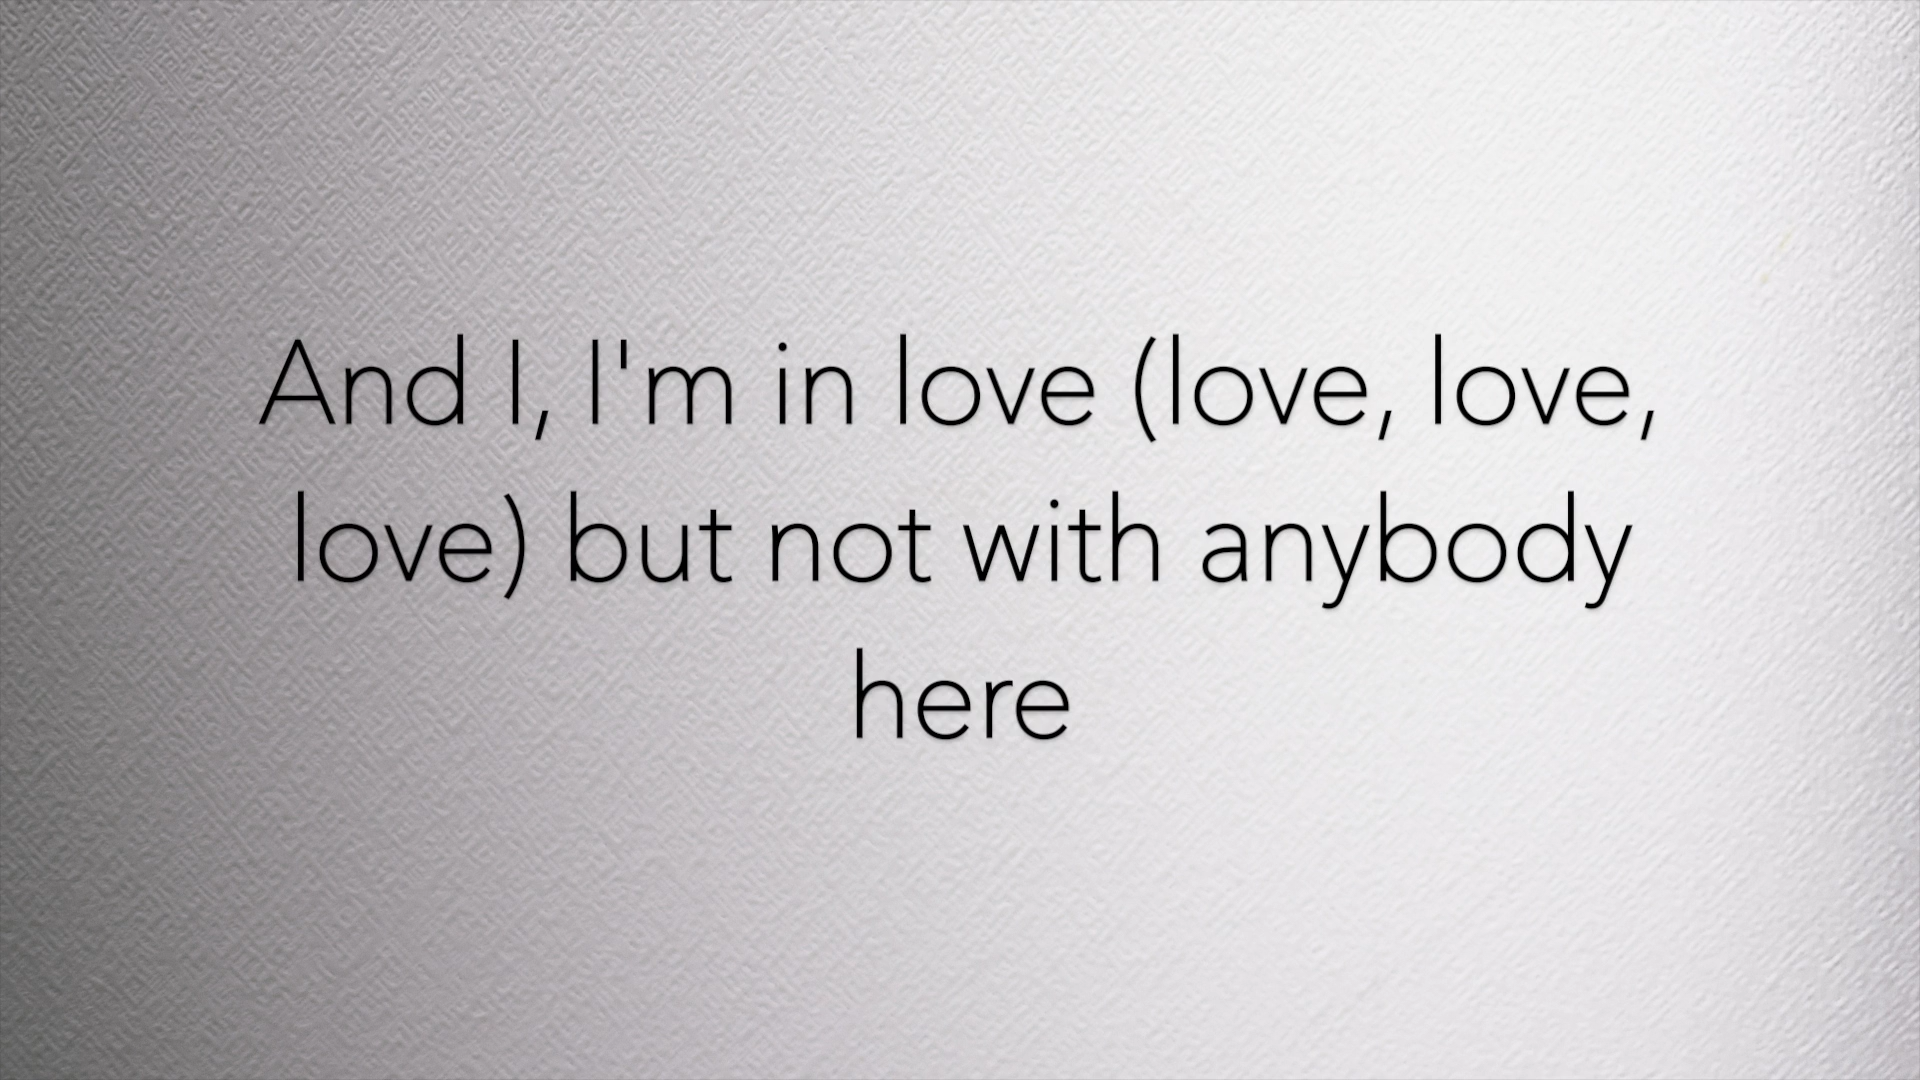 And I, I'm in love (love, love,
love) but not with anybody
here